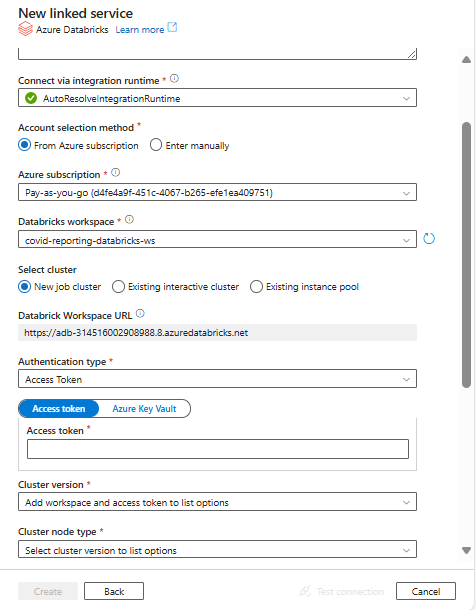 New linked service
Azure Databricks Learn more
Connect via integration runtime *
AutoResolveIntegrationRuntime
Account selection method *
From Azure subscription Enter manually
Azure subscription *
Pay-as-you-go (d4fe4a9f-451c-4067-b265-efe1ea409751)
Databricks workspace *
covid-reporting-databricks-ws
Select cluster
New job cluster Existing interactive cluster Existing instance pool
Databrick Workspace URL
https://adb-314516002908988.8.azuredatabricks.net
Authentication type *
Access Token
Access token Azure Key Vault
Access token *
Cluster version *
Add workspace and access token to list options
Cluster node type *
Select cluster version to list options
Create Back Test connection Cancel